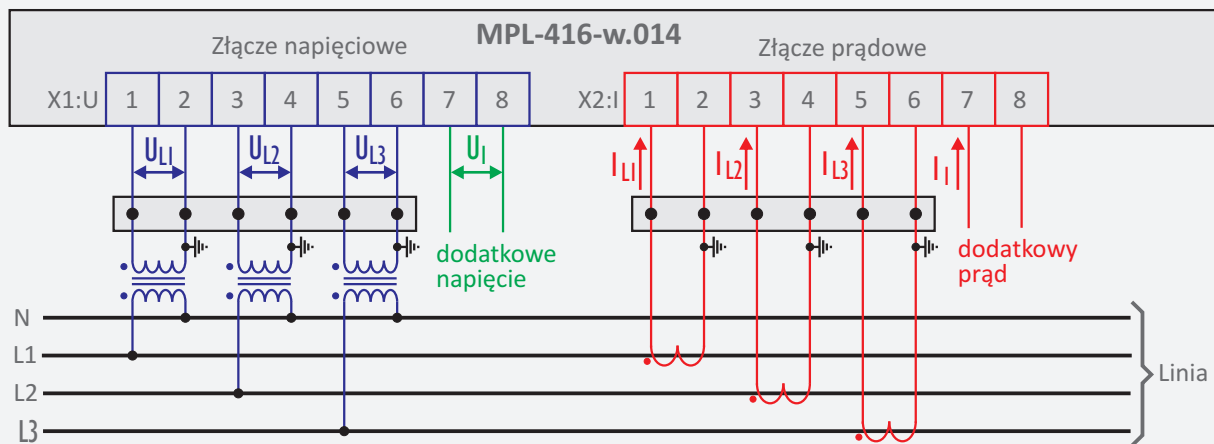 MPL-416-w.014
Złącze napięciowe
Złącze prądowe
X1:U 1 2 3 4 5 6 7 8
X2:I 1 2 3 4 5 6 7 8
UL1 UL2 UL3 UI
IL1 IL2 IL3 II
dodatkowe
napięcie
dodatkowy
prąd
N
L1
L2
L3
Linia